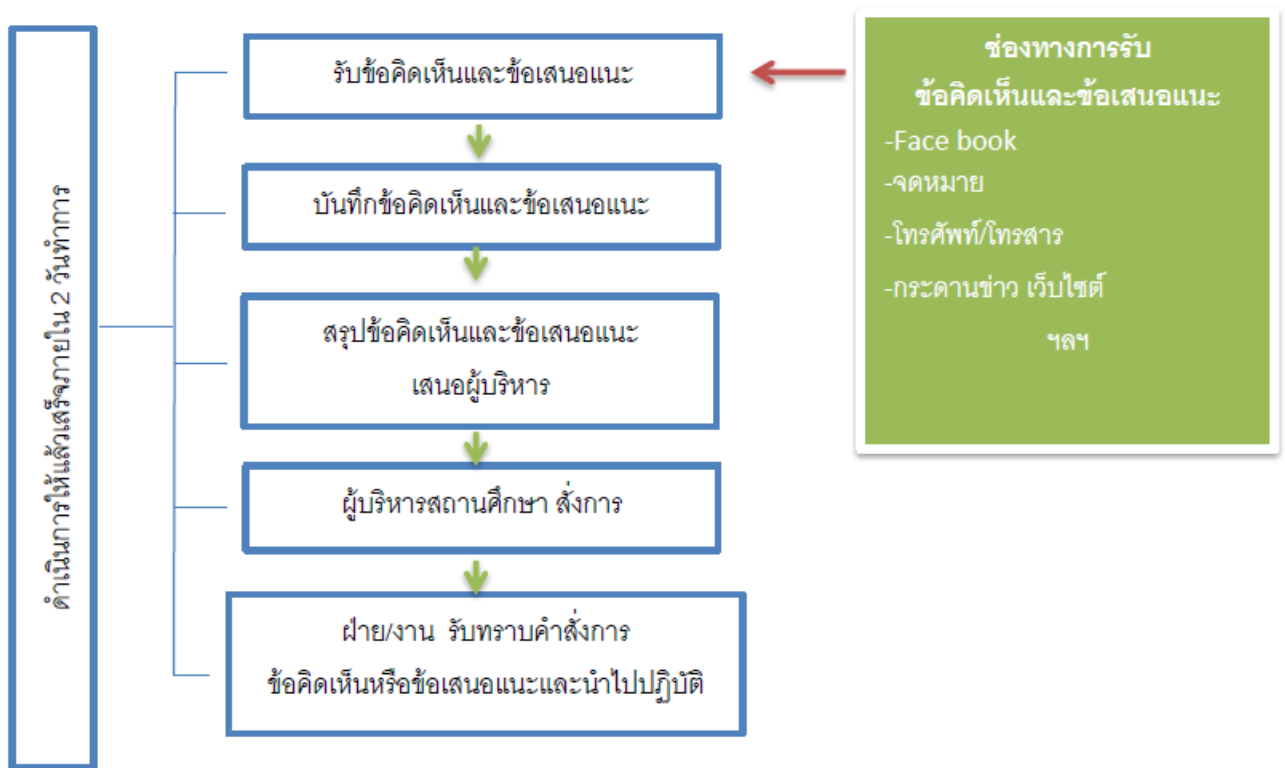 ดำเนินการให้แล้วเสร็จภายใน 2 วันทำการ
รับข้อคิดเห็นและข้อเสนอแนะ
บันทึกข้อคิดเห็นและข้อเสนอแนะ
สรุปข้อคิดเห็นและข้อเสนอแนะ
เสนอผู้บริหาร
ผู้บริหารสถานศึกษา สั่งการ
ฝ่าย/งาน รับทราบคำสั่งการ
ข้อคิดเห็นหรือข้อเสนอแนะและนำไปปฏิบัติ
ช่องทางการรับ
ข้อคิดเห็นและข้อเสนอแนะ
-Face book
-จดหมาย
-โทรศัพท์/โทรสาร
-กระดานข่าว เว็บไซต์
ฯลฯ